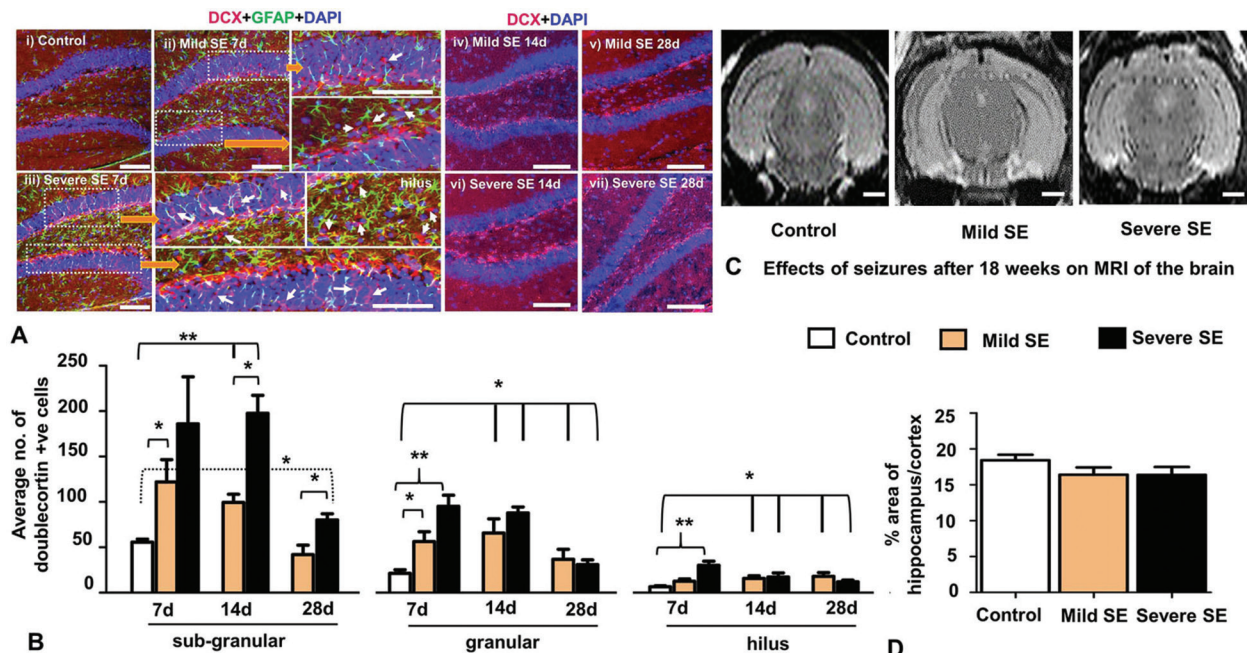 DCX+GFAP+DAPI
DCX+DAPI
i) Control
ii) Mild SE 7d
iv) Mild SE 14d
v) Mild SE 28d
iii) Severe SE 7d
hilus
vi) Severe SE 14d
vii) Severe SE 28d
A
Control
Mild SE
Severe SE
C Effects of seizures after 18 weeks on MRI of the brain
Control
Mild SE
Severe SE
Average no. of
doublecortin +ve cells
250
200
150
100
50
0
**
*
*
*
*
*
**
*
*
**
7d
14d
28d
sub-granular
7d
14d
28d
granular
7d
14d
28d
hilus
B
% area of
hippocampus/cortex
25
20
15
10
5
0
Control
Mild SE
Severe SE
D